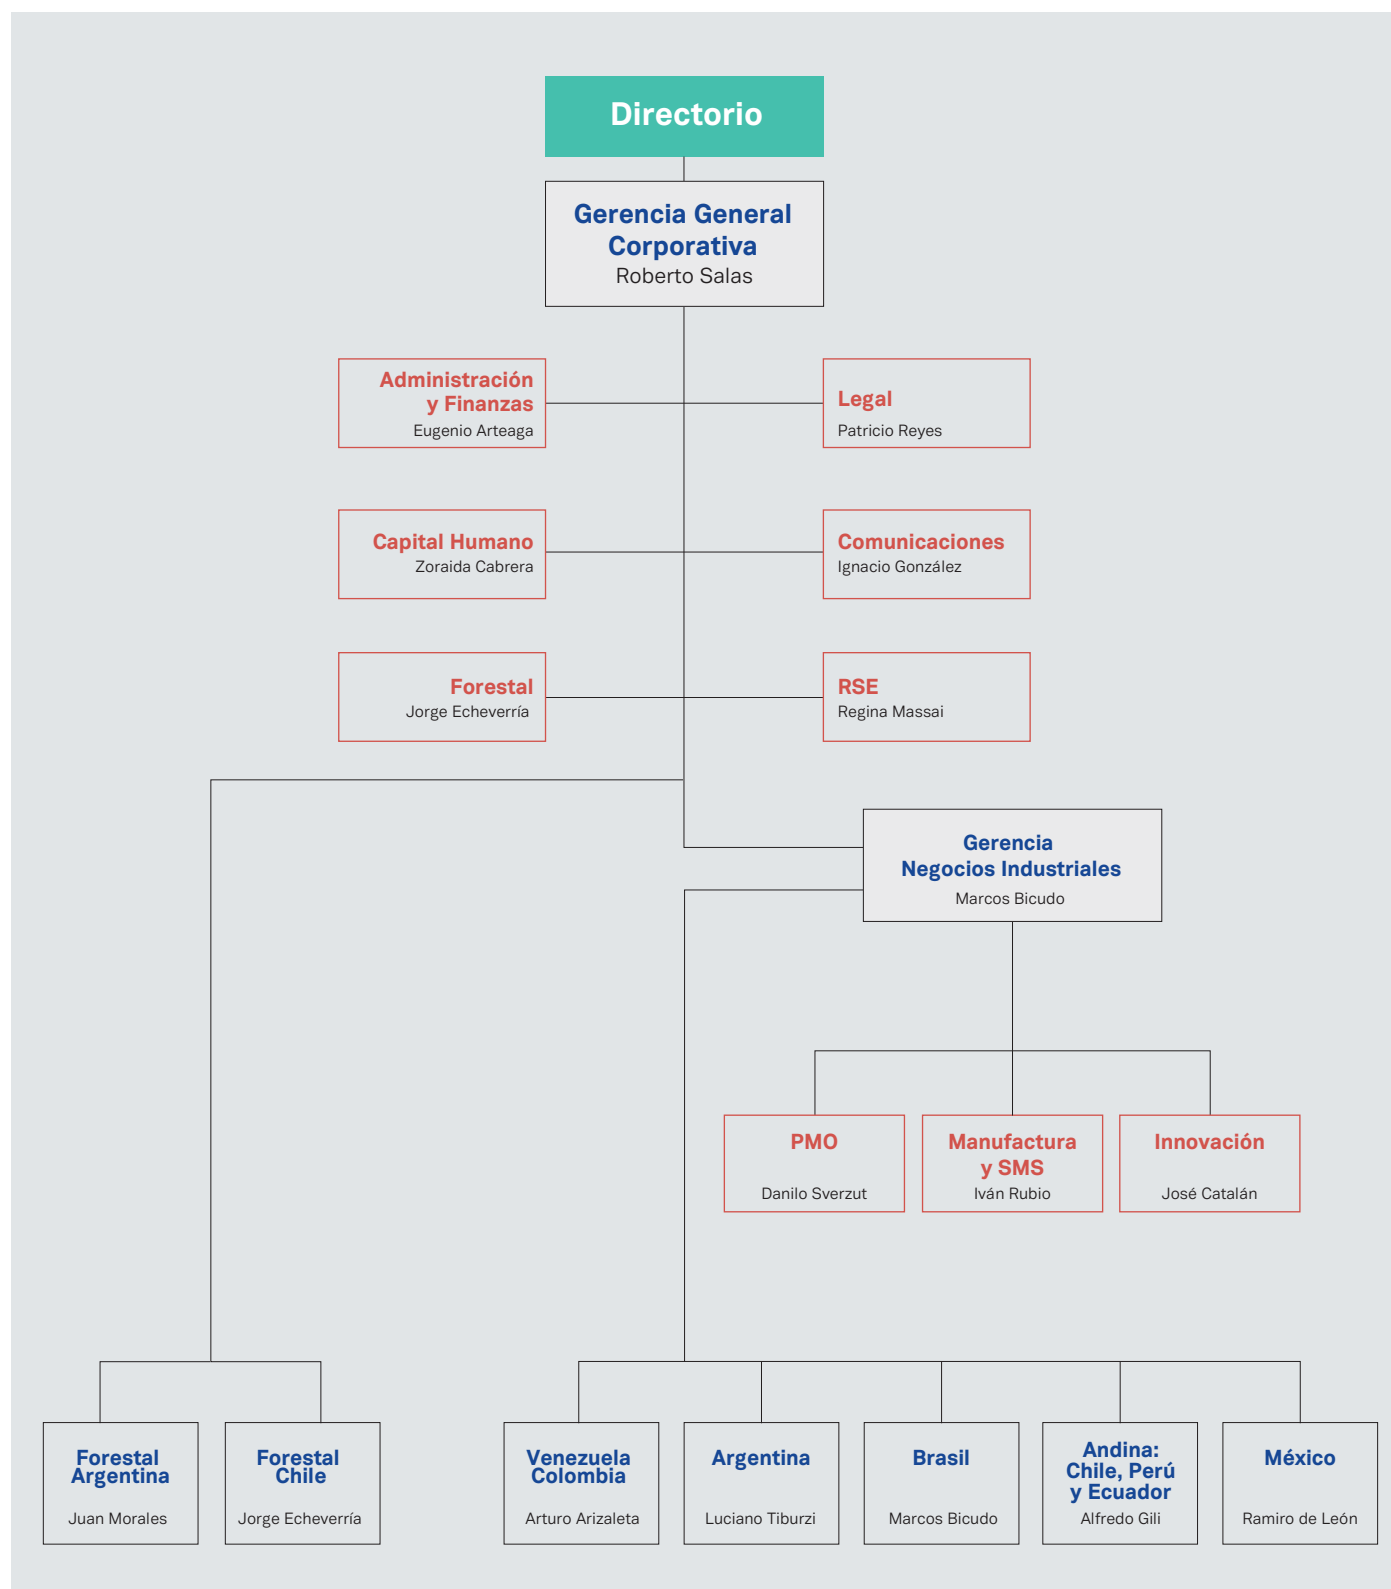 Directorio
Gerencia General
Corporativa
Roberto Salas
Administración
y Finanzas
Eugenio Arteaga
Legal
Patricio Reyes
Capital Humano
Zoraida Cabrera
Comunicaciones
Ignacio González
Forestal
Jorge Echeverría
RSE
Regina Massai
Gerencia
Negocios Industriales
Marcos Bicudo
PMO
Danilo Sverzut
Manufactura
y SMS
Iván Rubio
Innovación
José Catalán
Forestal
Argentina
Juan Morales
Forestal
Chile
Jorge Echeverría
Venezuela
Colombia
Arturo Arizaleta
Argentina
Luciano Tiburzi
Brasil
Marcos Bicudo
Andina:
Chile, Perú
y Ecuador
Alfredo Gili
México
Ramiro de León